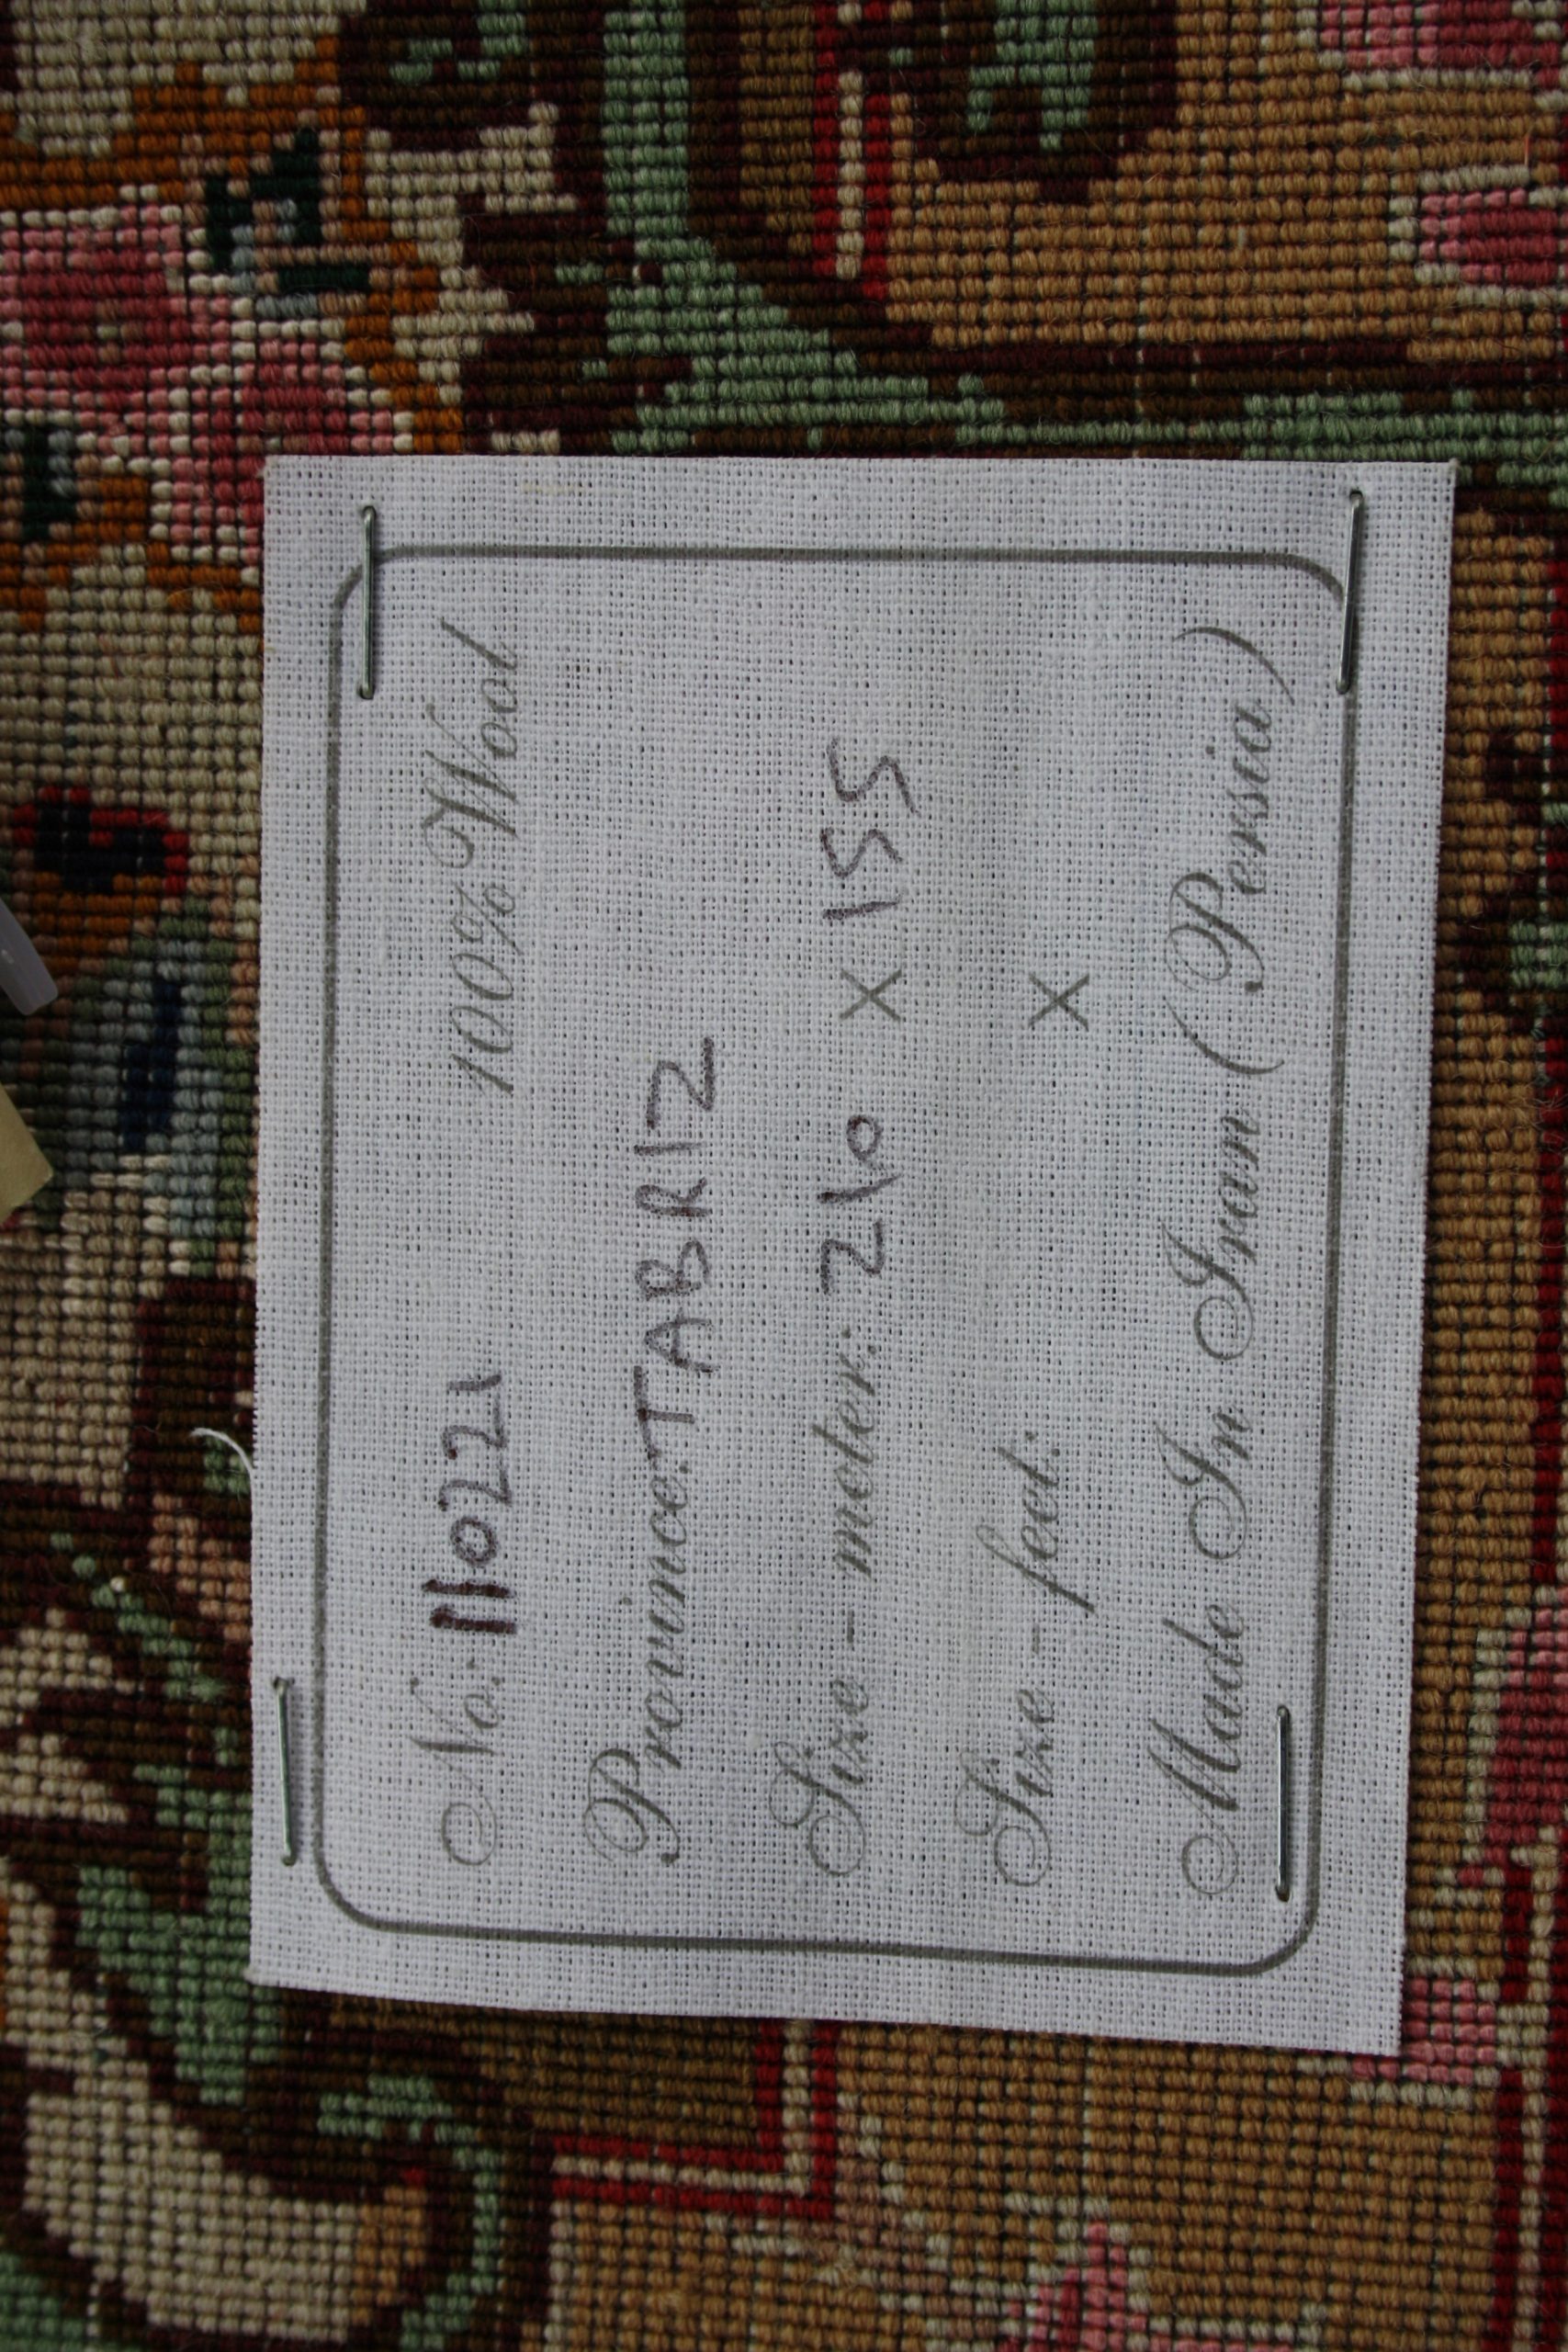 No.: 110221 100% Wool
Province: TABRIZ
Size - meter: 210 X 155
Size - feet: X
Made In Iran ( Persia )